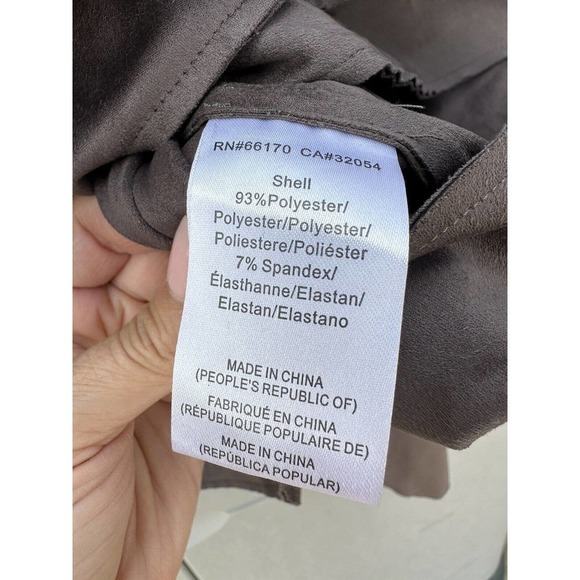 RN#66170 CA#32054
Shell
93%Polyester/
Polyester/Polyester/
Poliestere/Poliéster
7% Spandex/
Élasthanne/Elastan/
Elastan/Elastano
MADE IN CHINA
(PEOPLE'S REPUBLIC OF)
FABRIQUÉ EN CHINA
(RÉPUBLIQUE POPULAIRE DE)
MADE IN CHINA
(REPÚBLICA POPULAR)